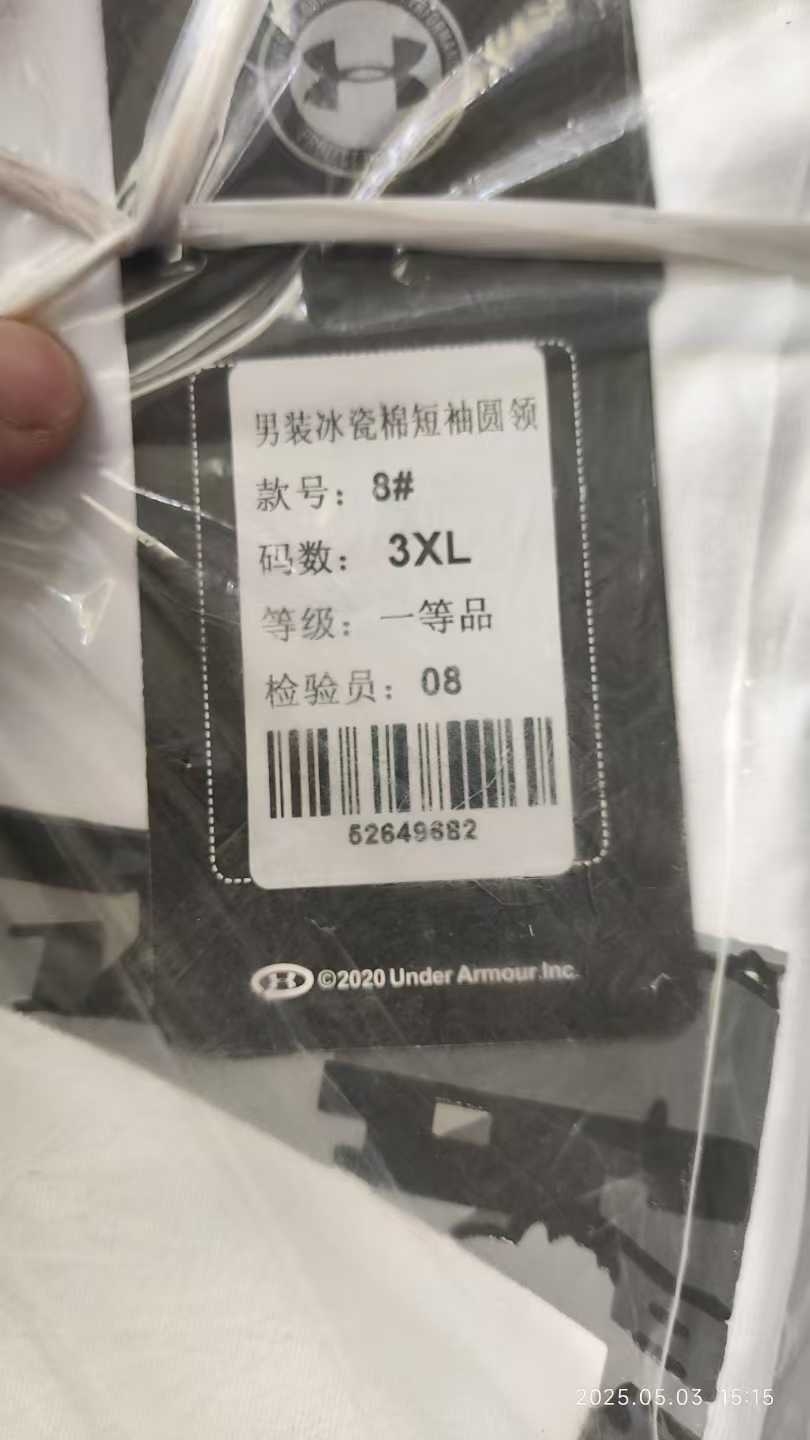 男装冰瓷棉短袖圆领
款号：8#
码数：3XL
等级：一等品
检验员：08
52649682
©2020 Under Armour.Inc.
2025.05.03 15:15